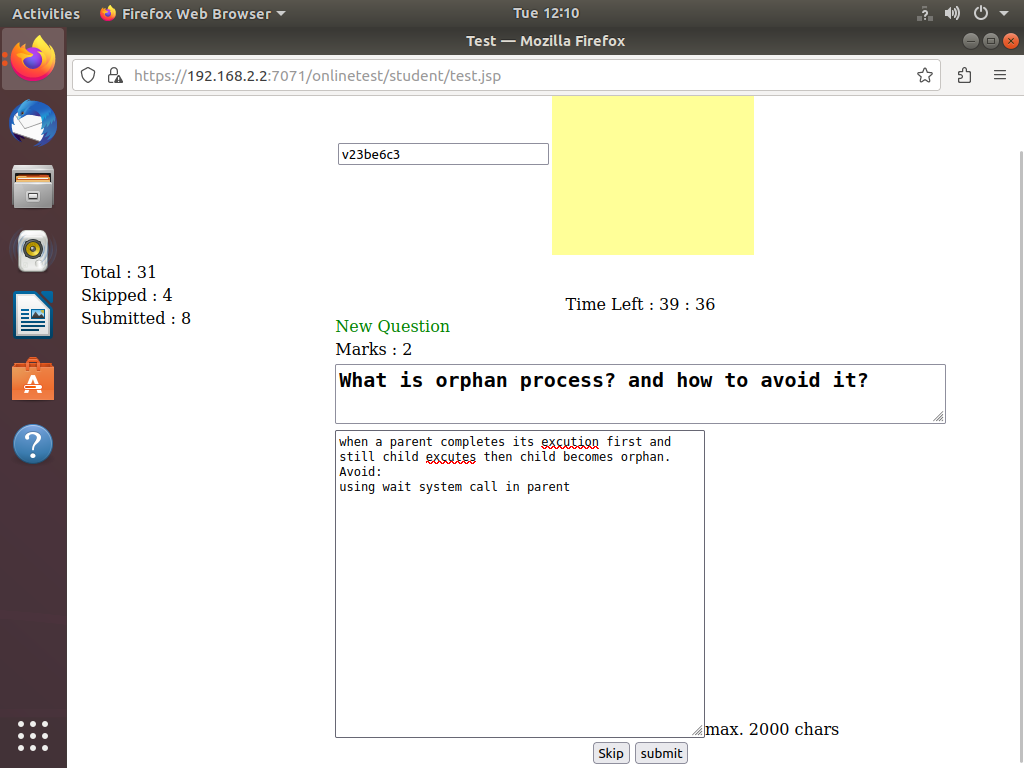 Activities
Firefox Web Browser
Tue 12:10
Test — Mozilla Firefox
https://192.168.2.2:7071/onlinetest/student/test.jsp
v23be6c3
Total : 31
Skipped : 4
Submitted : 8
Time Left : 39 : 36
New Question
Marks : 2
What is orphan process? and how to avoid it?
when a parent completes its excution first and
still child excutes then child becomes orphan.
Avoid:
using wait system call in parent
max. 2000 chars
Skip
submit